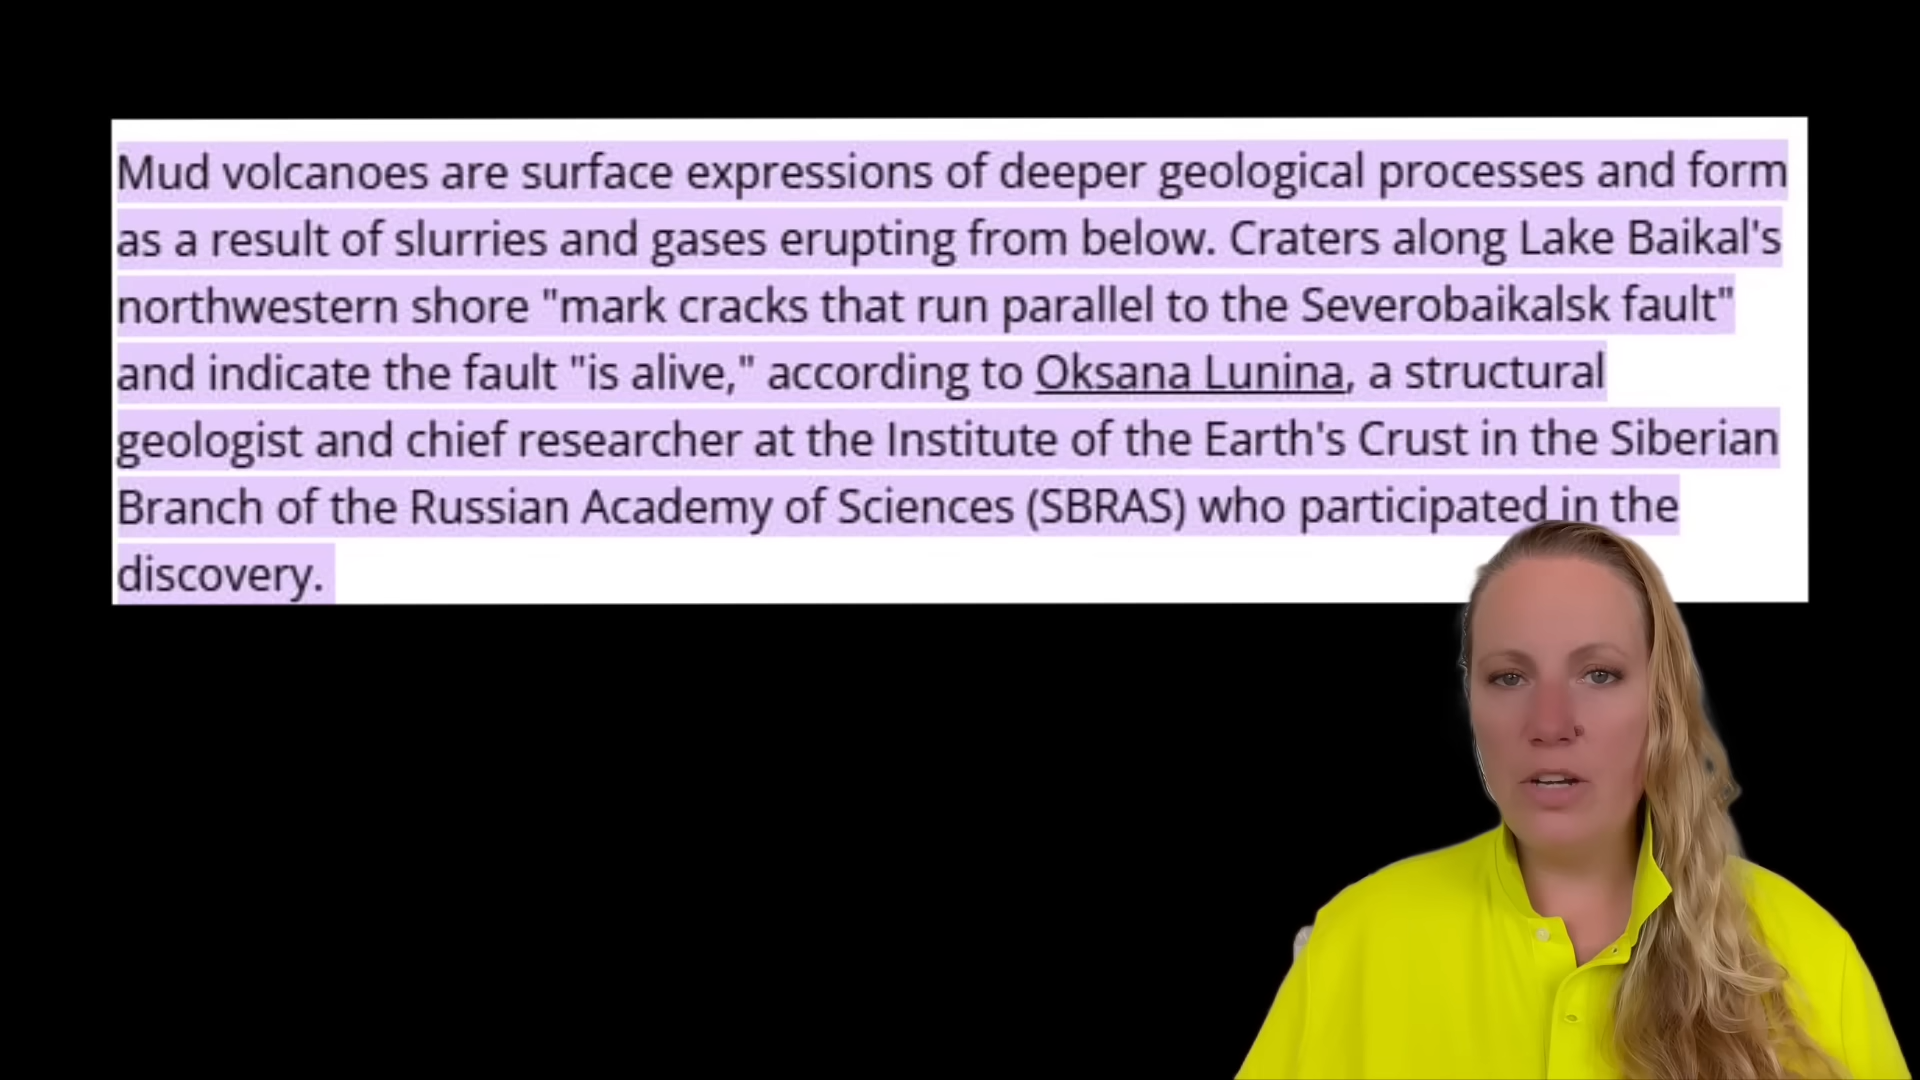 Mud volcanoes are surface expressions of deeper geological processes and form
as a result of slurries and gases erupting from below. Craters along Lake Baikal's
northwestern shore "mark cracks that run parallel to the Severobaikalsk fault"
and indicate the fault "is alive," according to Oksana Lunina, a structural
geologist and chief researcher at the Institute of the Earth's Crust in the Siberian
Branch of the Russian Academy of Sciences (SBRAS) who participated in the
discovery.